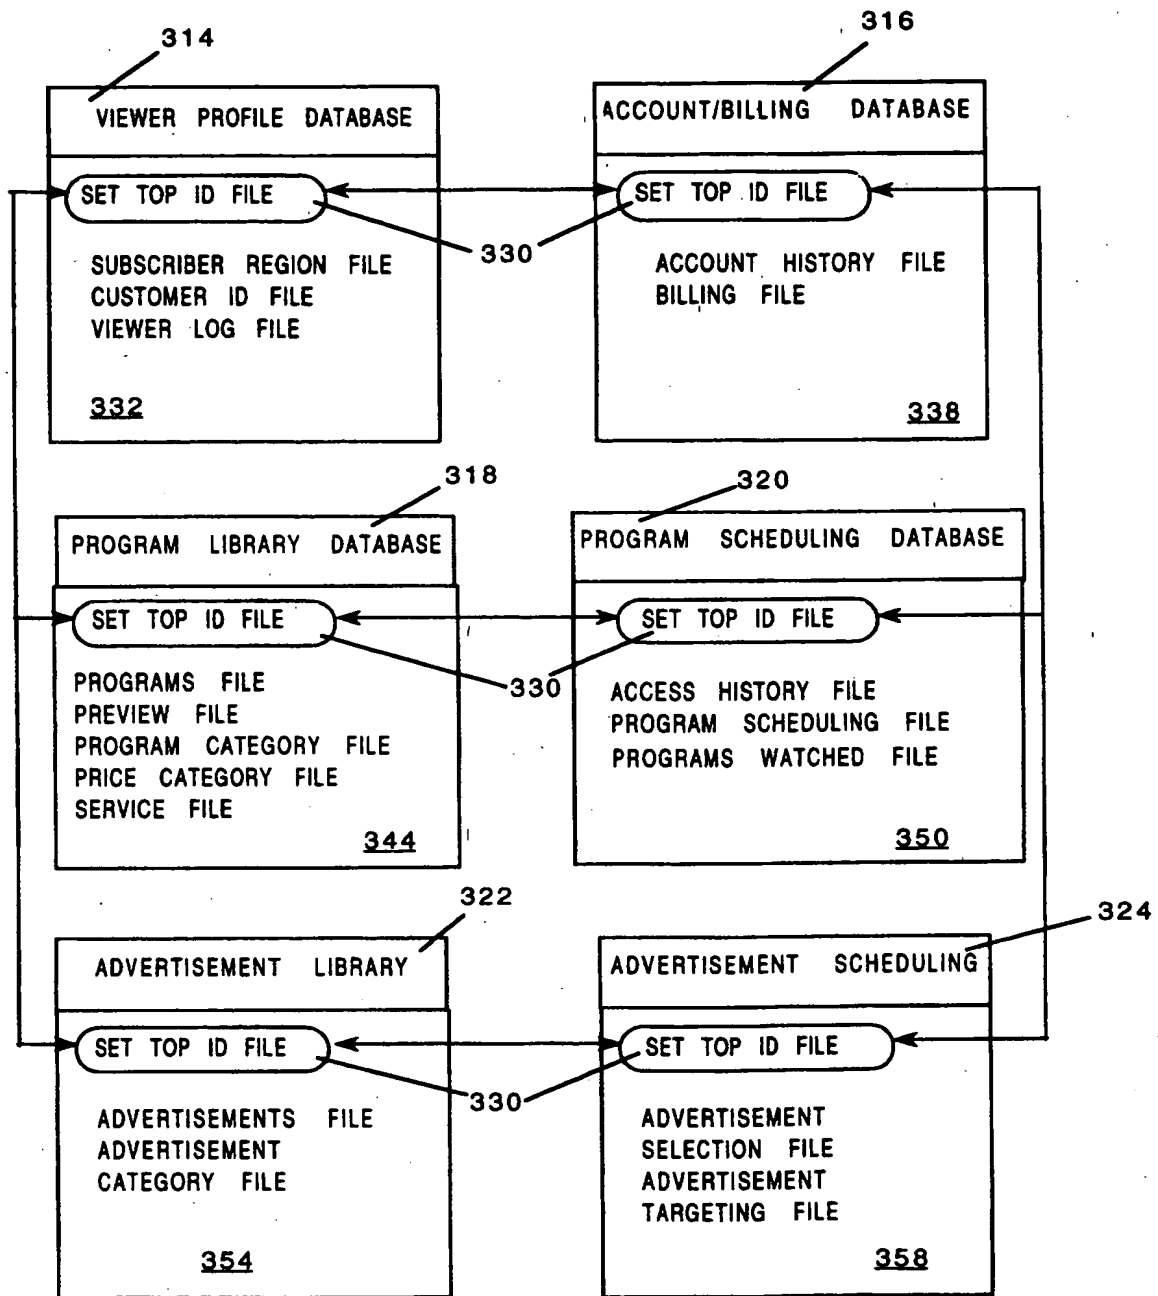 314
316
VIEWER PROFILE DATABASE
ACCOUNT/BILLING DATABASE
SET TOP ID FILE
SET TOP ID FILE
330
SUBSCRIBER REGION FILE
CUSTOMER ID FILE
VIEWER LOG FILE
ACCOUNT HISTORY FILE
BILLING FILE
332
338
318
320
PROGRAM LIBRARY DATABASE
PROGRAM SCHEDULING DATABASE
SET TOP ID FILE
SET TOP ID FILE
330
PROGRAMS FILE
PREVIEW FILE
PROGRAM CATEGORY FILE
PRICE CATEGORY FILE
SERVICE FILE
ACCESS HISTORY FILE
PROGRAM SCHEDULING FILE
PROGRAMS WATCHED FILE
344
350
322
324
ADVERTISEMENT LIBRARY
ADVERTISEMENT SCHEDULING
SET TOP ID FILE
SET TOP ID FILE
330
ADVERTISEMENTS FILE
ADVERTISEMENT
CATEGORY FILE
ADVERTISEMENT
SELECTION FILE
ADVERTISEMENT
TARGETING FILE
354
358